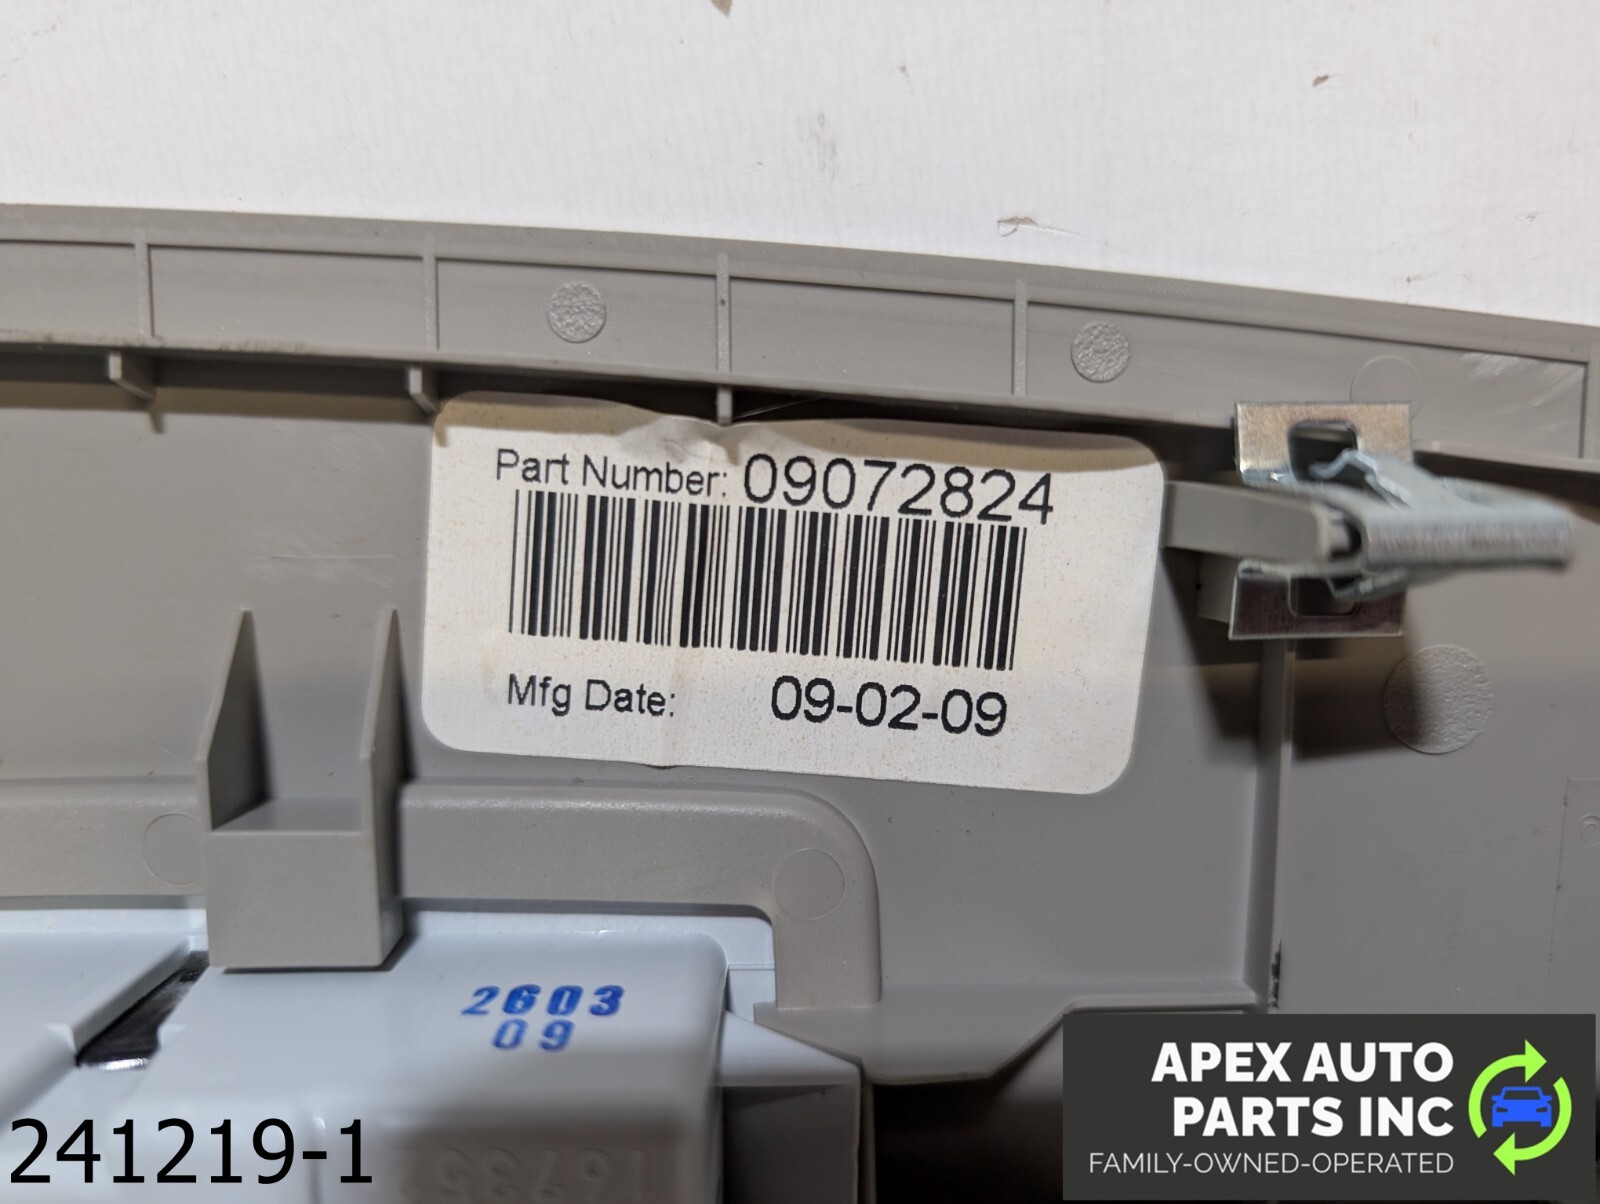 Part Number: 09072824
Mfg Date: 09-02-09
2603
09
16735
241219-1
APEX AUTO
PARTS INC
FAMILY-OWNED-OPERATED